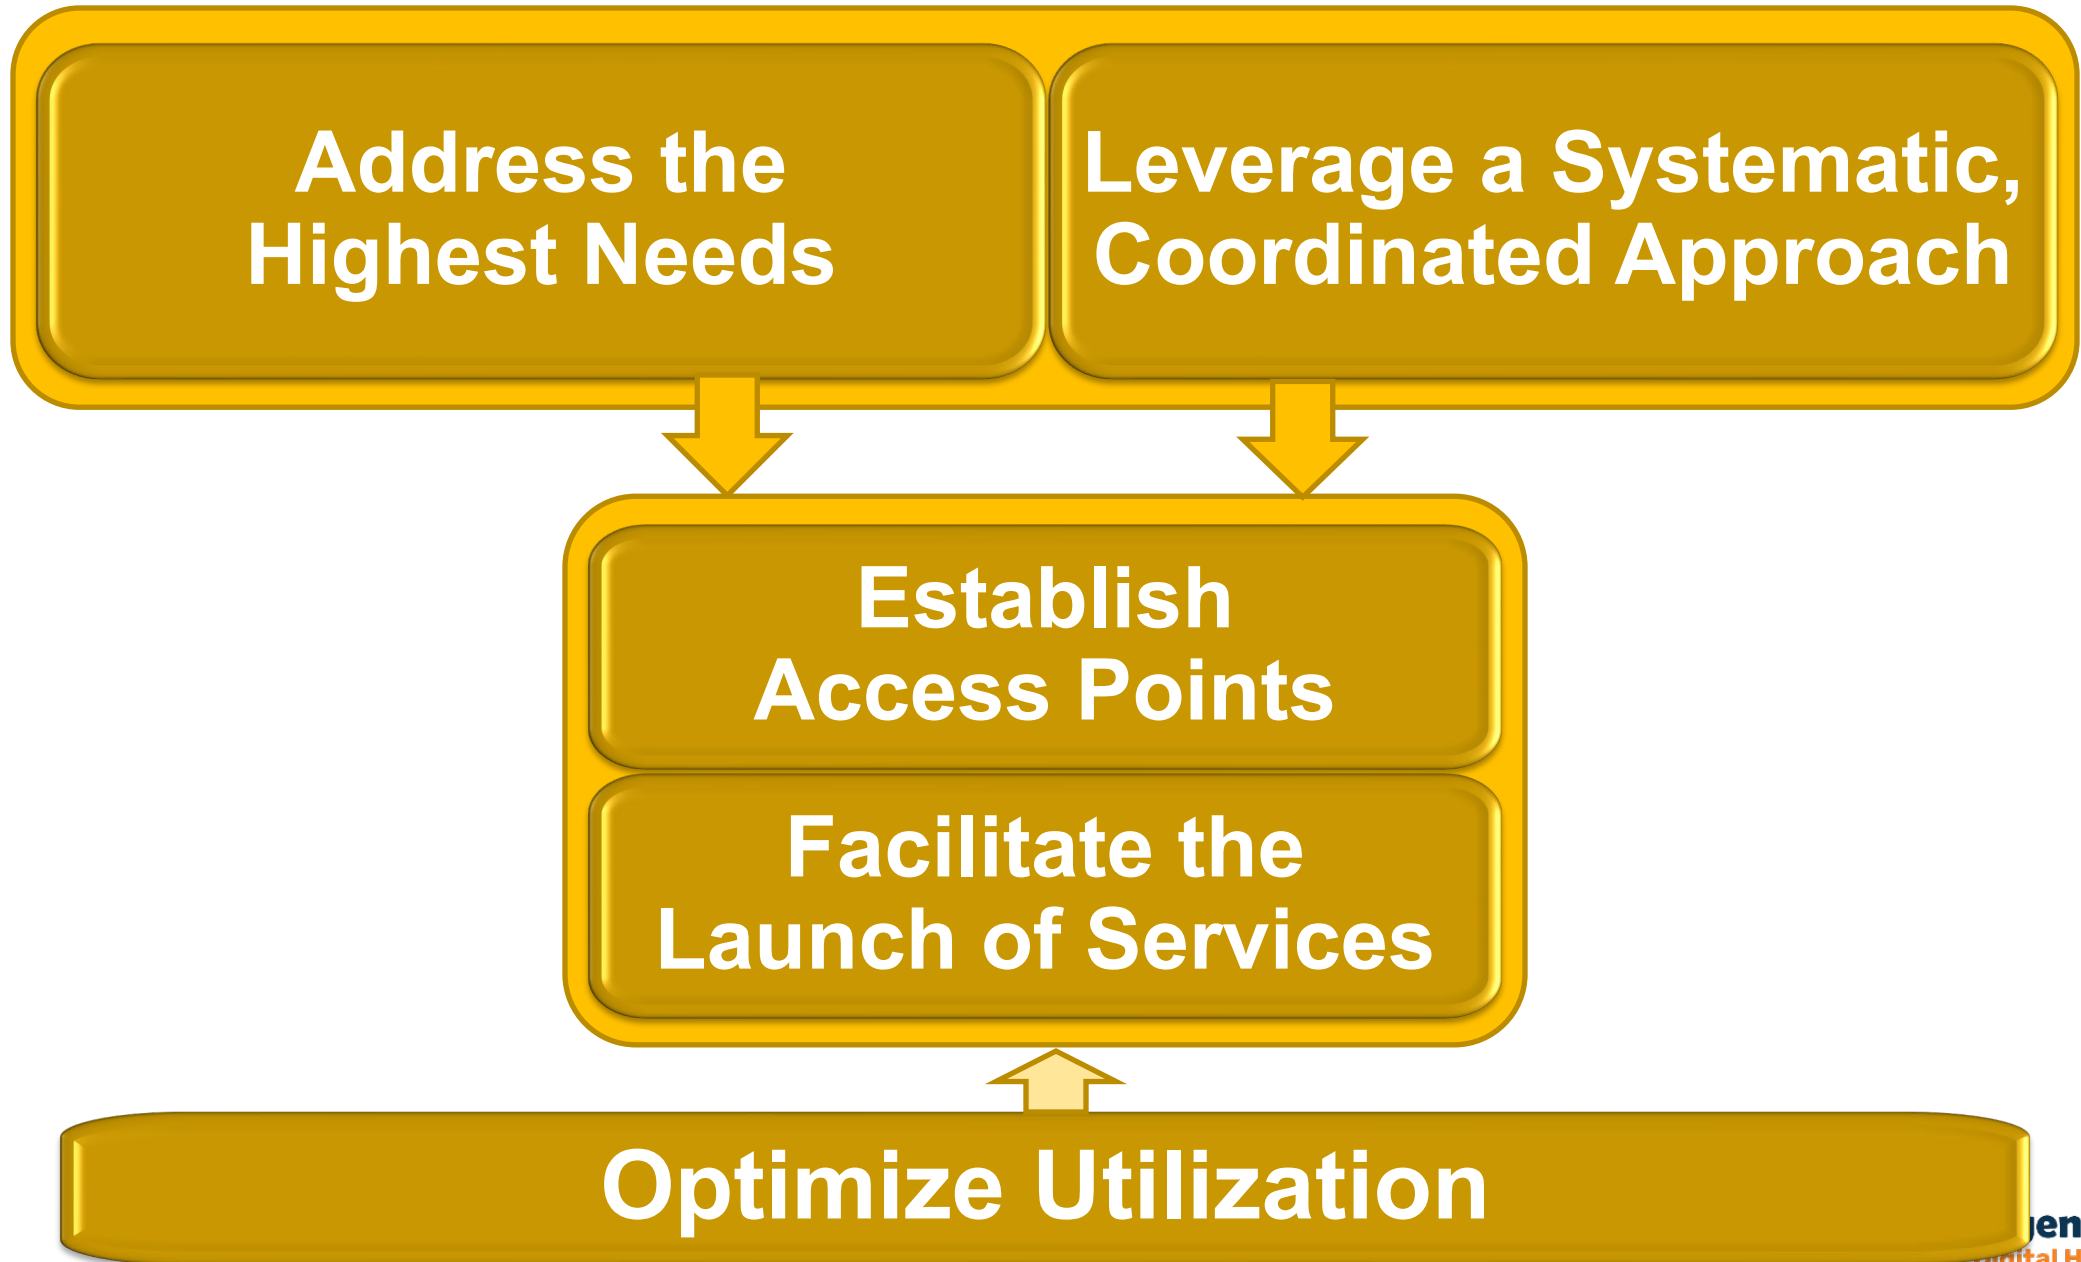 Address the
Highest Needs
Leverage a Systematic,
Coordinated Approach
Establish
Access Points
Facilitate the
Launch of Services
Optimize Utilization